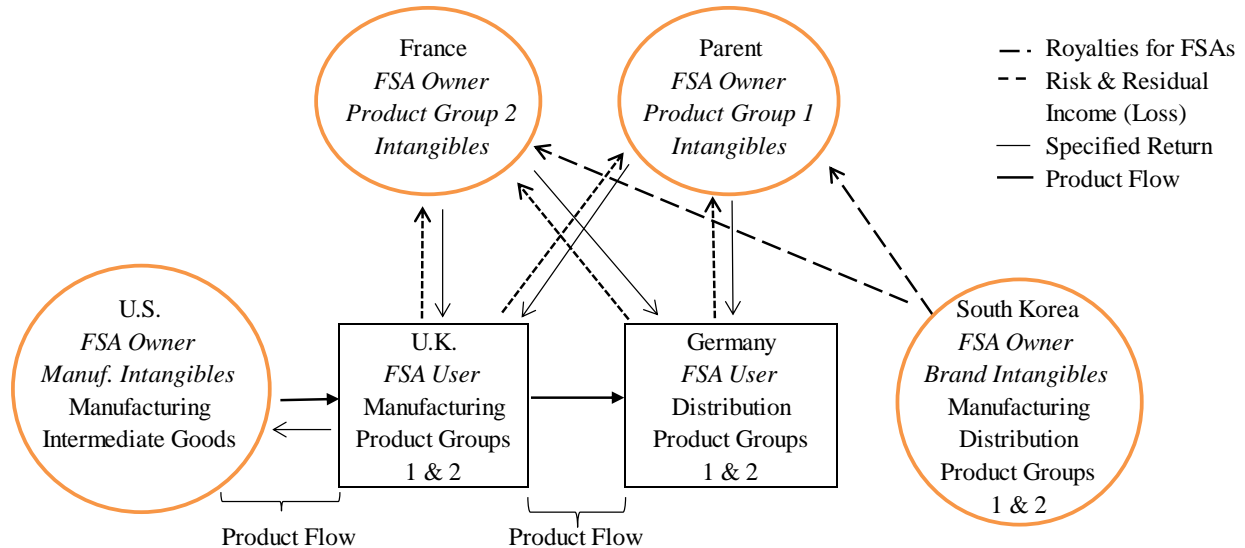 France
FSA Owner
Product Group 2
Intangibles
Parent
FSA Owner
Product Group 1
Intangibles
Royalties for FSAs
Risk & Residual
Income (Loss)
Specified Return
Product Flow
U.S.
FSA Owner
Manuf. Intangibles
Manufacturing
Intermediate Goods
U.K.
FSA User
Manufacturing
Product Groups
1 & 2
Germany
FSA User
Distribution
Product Groups
1 & 2
South Korea
FSA Owner
Brand Intangibles
Manufacturing
Distribution
Product Groups
1 & 2
Product Flow
Product Flow